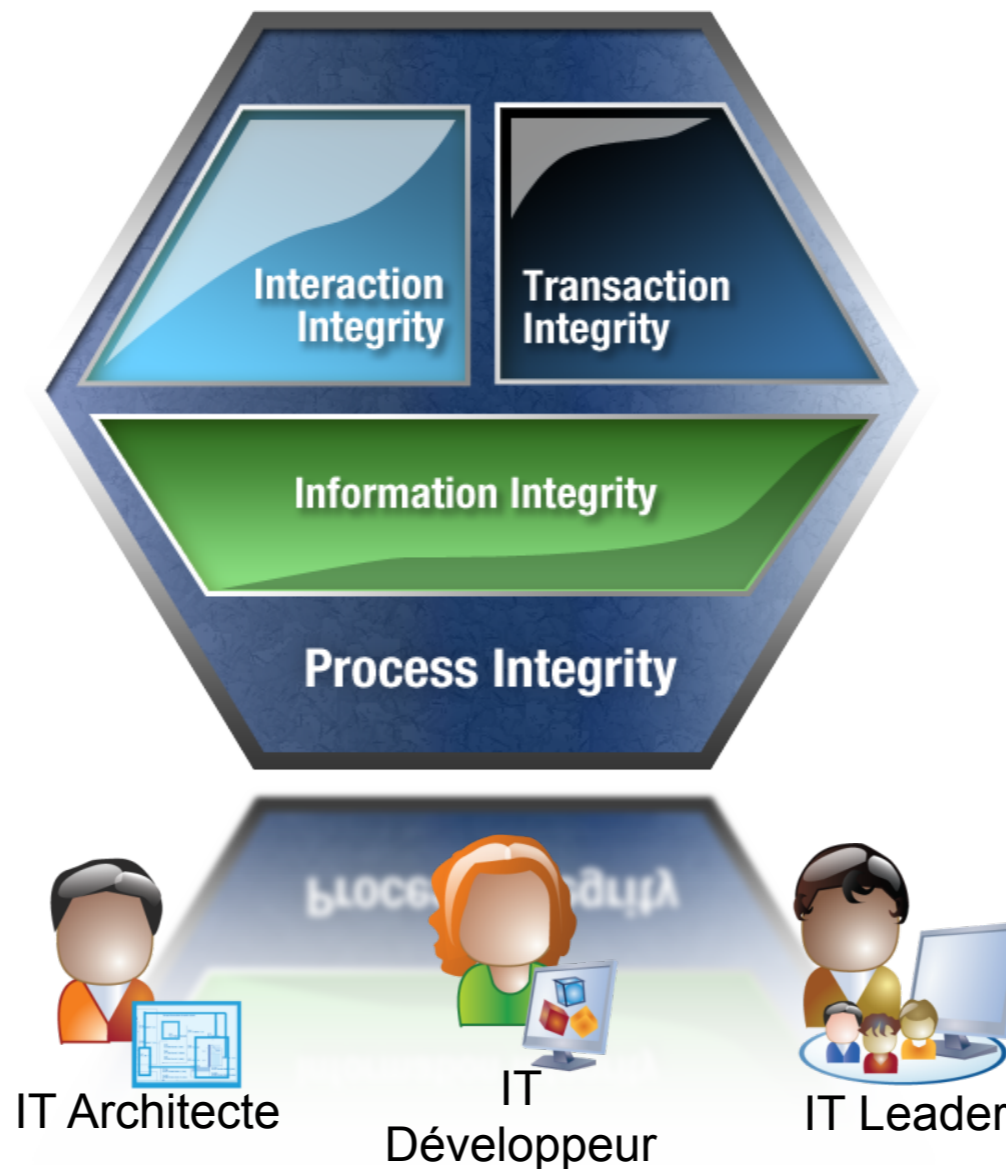 Interaction
Integrity
Transaction
Integrity
Information Integrity
Process Integrity
IT Architecte
IT
Développeur
IT Leader